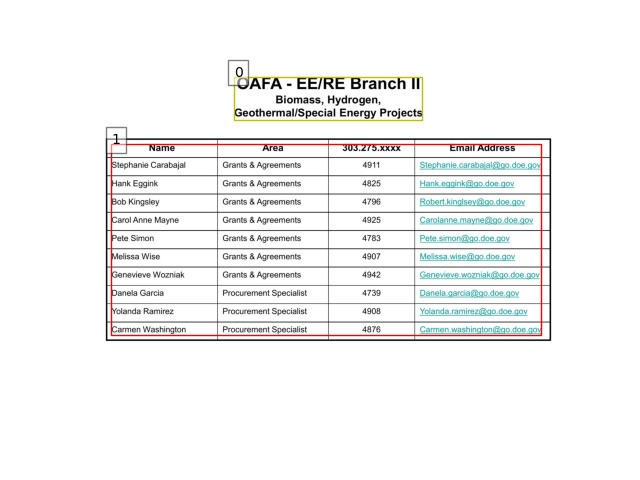 0
OAFA - EE/RE Branch II
Biomass, Hydrogen,
Geothermal/Special Energy Projects
1
Name Area 303.275.xxxx Email Address
Stephanie Carabajal Grants & Agreements 4911 Stephanie.carabajal@go.doe.gov
Hank Eggink Grants & Agreements 4825 Hank.eggink@go.doe.gov
Bob Kingsley Grants & Agreements 4796 Robert.kinglsey@go.doe.gov
Carol Anne Mayne Grants & Agreements 4925 Carolanne.mayne@go.doe.gov
Pete Simon Grants & Agreements 4783 Pete.simon@go.doe.gov
Melissa Wise Grants & Agreements 4907 Melissa.wise@go.doe.gov
Genevieve Wozniak Grants & Agreements 4942 Genevieve.wozniak@go.doe.gov
Danela Garcia Procurement Specialist 4739 Danela.garcia@go.doe.gov
Yolanda Ramirez Procurement Specialist 4908 Yolanda.ramirez@go.doe.gov
Carmen Washington Procurement Specialist 4876 Carmen.washington@go.doe.gov